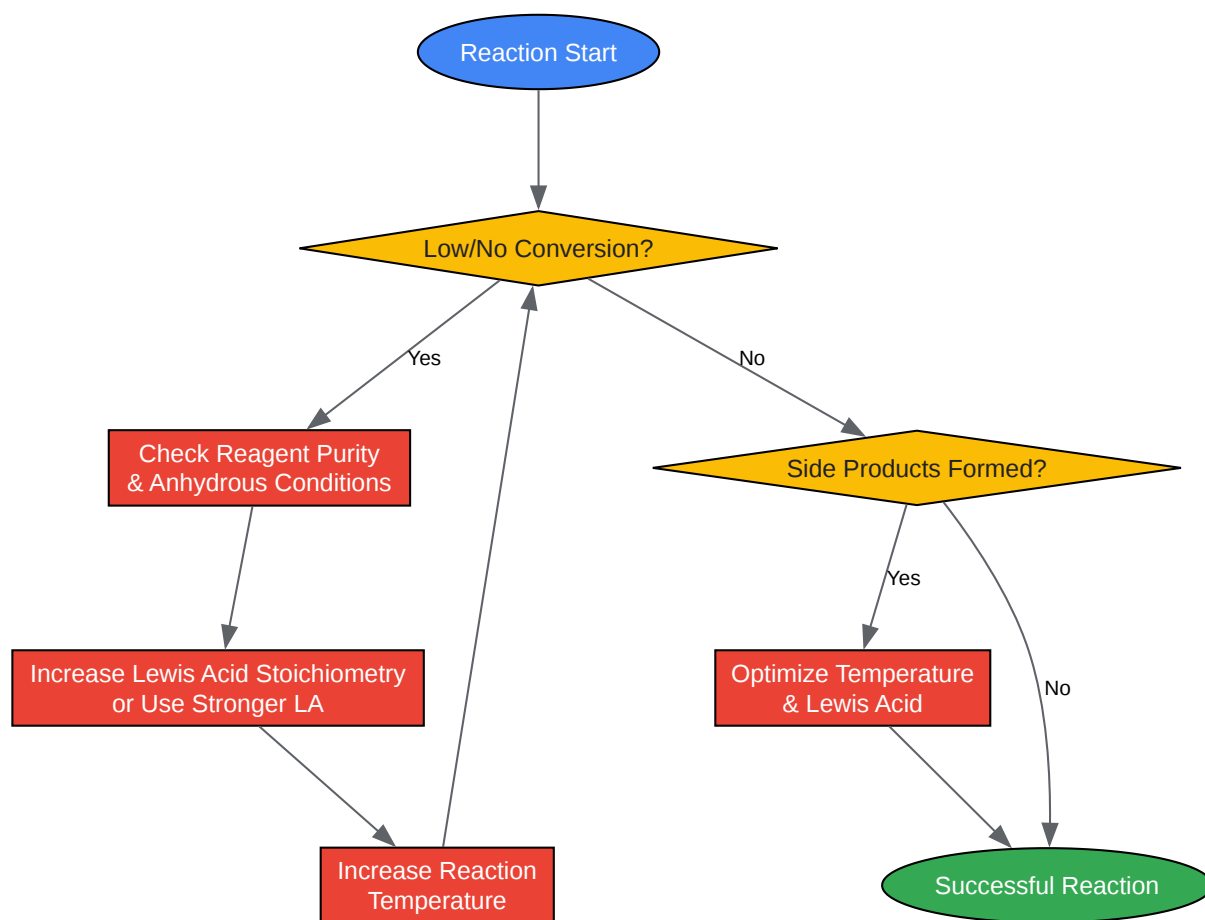 Reaction Start
Low/No Conversion?
Yes
No
Check Reagent Purity
& Anhydrous Conditions
Side Products Formed?
Yes
Increase Lewis Acid Stoichiometry
or Use Stronger LA
Optimize Temperature
& Lewis Acid
No
Increase Reaction
Temperature
Successful Reaction